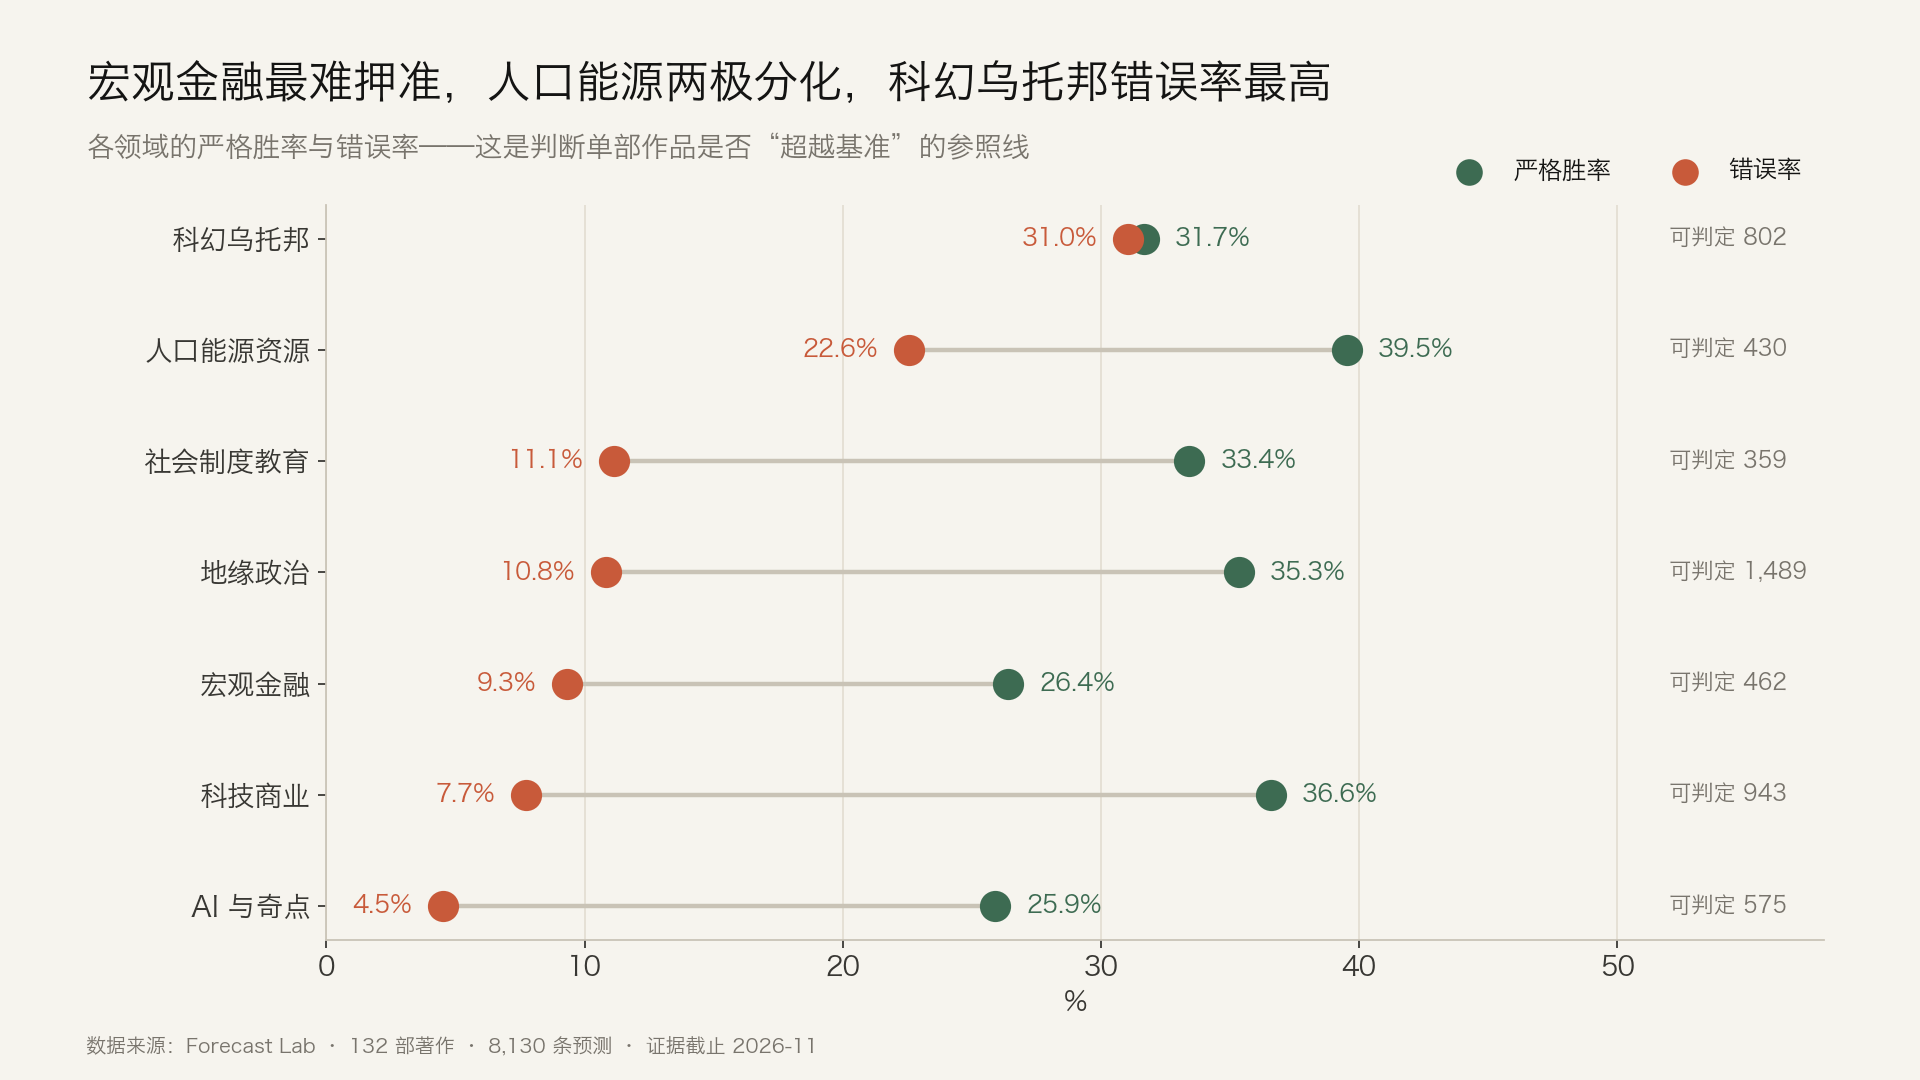 宏观金融最难押准，人口能源两极分化，科幻乌托邦错误率最高
各领域的严格胜率与错误率——这是判断单部作品是否“超越基准”的参照线
严格胜率 错误率
科幻乌托邦 31.0% 31.7% 可判定 802
人口能源资源 22.6% 39.5% 可判定 430
社会制度教育 11.1% 33.4% 可判定 359
地缘政治 10.8% 35.3% 可判定 1,489
宏观金融 9.3% 26.4% 可判定 462
科技商业 7.7% 36.6% 可判定 943
AI 与奇点 4.5% 25.9% 可判定 575
0 10 20 30 40 50
%
数据来源：Forecast Lab · 132 部著作 · 8,130 条预测 · 证据截止 2026-11